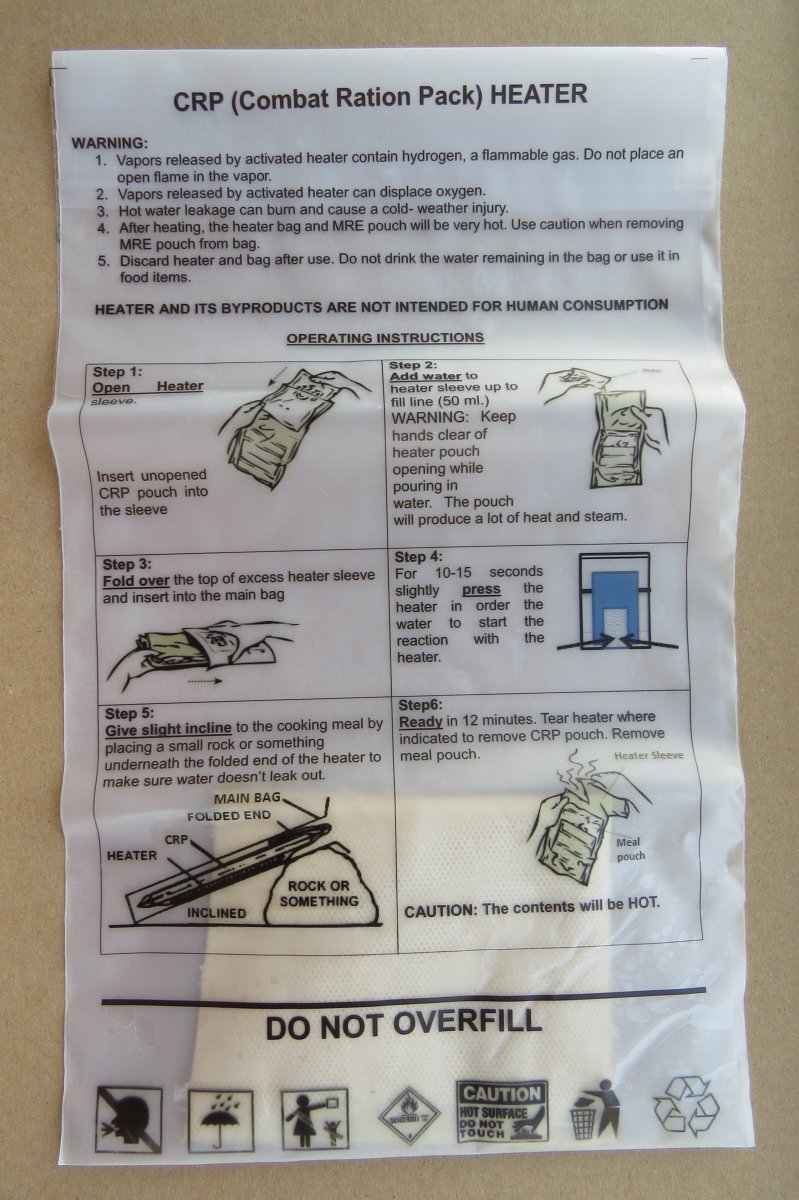 CRP (Combat Ration Pack) HEATER
WARNING:
1. Vapors released by activated heater contain hydrogen, a flammable gas. Do not place an
open flame in the vapor.
2. Vapors released by activated heater can displace oxygen.
3. Hot water leakage can burn and cause a cold- weather injury.
4. After heating, the heater bag and MRE pouch will be very hot. Use caution when removing
MRE pouch from bag.
5. Discard heater and bag after use. Do not drink the water remaining in the bag or use it in
food items.
HEATER AND ITS BYPRODUCTS ARE NOT INTENDED FOR HUMAN CONSUMPTION
OPERATING INSTRUCTIONS
Step 1:
Open Heater
sleeve.
Insert unopened
CRP pouch into
the sleeve
Step 2:
Add water to
heater sleeve up to
fill line (50 ml.)
WARNING: Keep
hands clear of
heater pouch
opening while
pouring in
water. The pouch
will produce a lot of heat and steam.
Water
Step 3:
Fold over the top of excess heater sleeve
and insert into the main bag
Step 4:
For 10-15 seconds
slightly press the
heater in order the
water to start the
reaction with the
heater.
Step 5:
Give slight incline to the cooking meal by
placing a small rock or something
underneath the folded end of the heater to
make sure water doesn't leak out.
MAIN BAG
FOLDED END
CRP
HEATER
INCLINED
ROCK OR
SOMETHING
Step6:
Ready in 12 minutes. Tear heater where
indicated to remove CRP pouch. Remove
meal pouch.
Heater Sleeve
Meal
pouch
CAUTION: The contents will be HOT.
DO NOT OVERFILL
DANGEROUS
4
CAUTION
HOT SURFACE
DO NOT
TOUCH